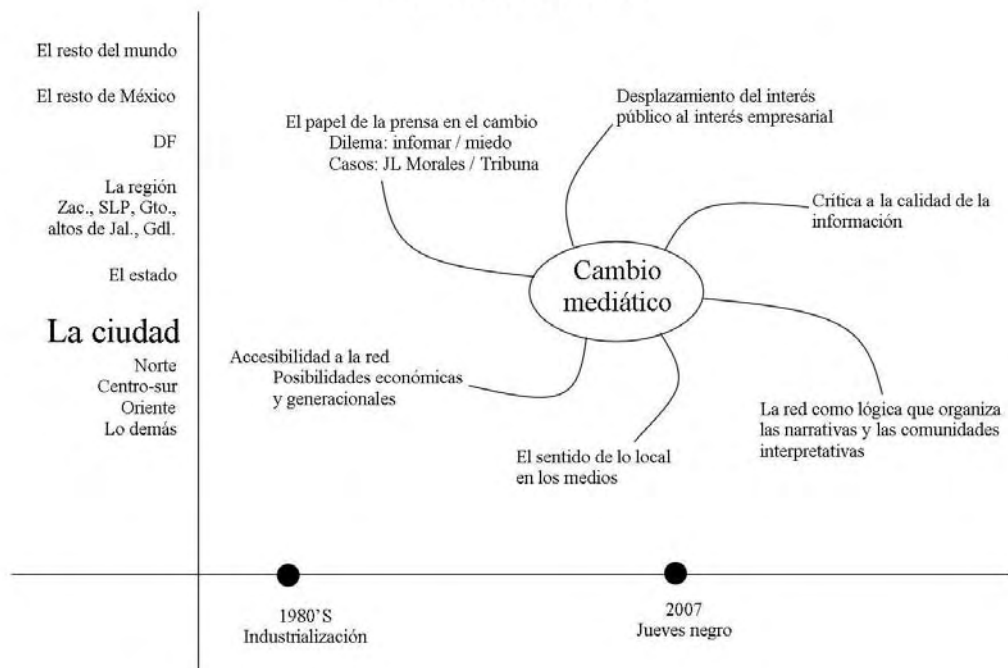 El resto del mundo
El resto de México
DF
La región
Zac., SLP, Gto.,
altos de Jal., Gdl.
El estado
La ciudad
Norte
Centro-sur
Oriente
Lo demás
El papel de la prensa en el cambio
Dilema: infomar / miedo
Casos: JL Morales / Tribuna
Desplazamiento del interés
público al interés empresarial
Crítica a la calidad de la
información
Cambio
mediático
Accesibilidad a la red
Posibilidades económicas
y generacionales
El sentido de lo local
en los medios
La red como lógica que organiza
las narrativas y las comunidades
interpretativas
1980'S
Industrialización
2007
Jueves negro